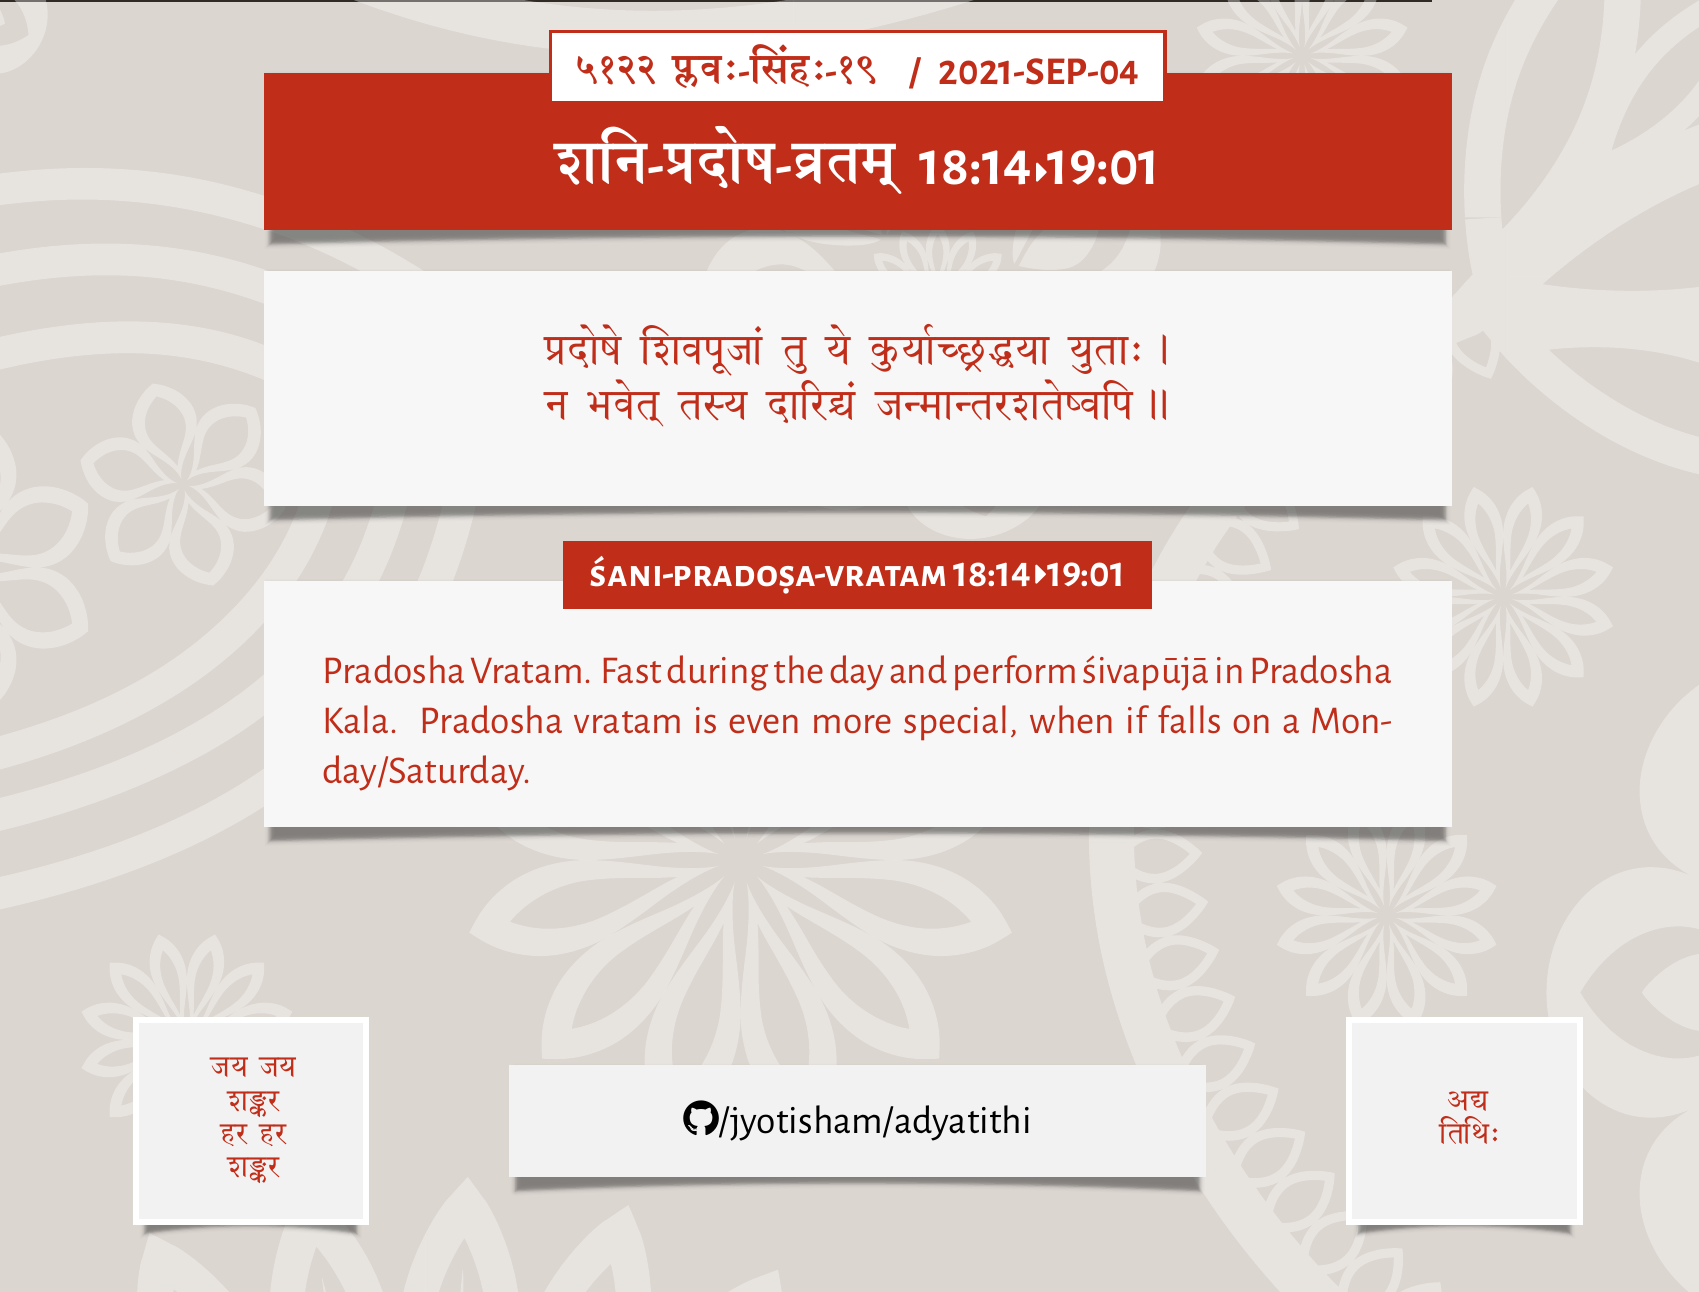 ५१२२ प्लवः-सिंहः-१९ / 2021-SEP-04
शनि-प्रदोष-व्रतम् 18:14▸19:01
प्रदोषे शिवपूजां तु ये कुर्याच्छ्रद्धया युताः ।
न भवेत् तस्य दारिद्र्यं जन्मान्तरशतेष्वपि ॥
ŚANI-PRADOṢA-VRATAM 18:14▸19:01
Pradosha Vratam. Fast during the day and perform śivapūjā in Pradosha
Kala. Pradosha vratam is even more special, when if falls on a Mon-
day/Saturday.
जय जय
शङ्कर
हर हर
शङ्कर
/jyotisham/adyatithi
अद्य
तिथिः